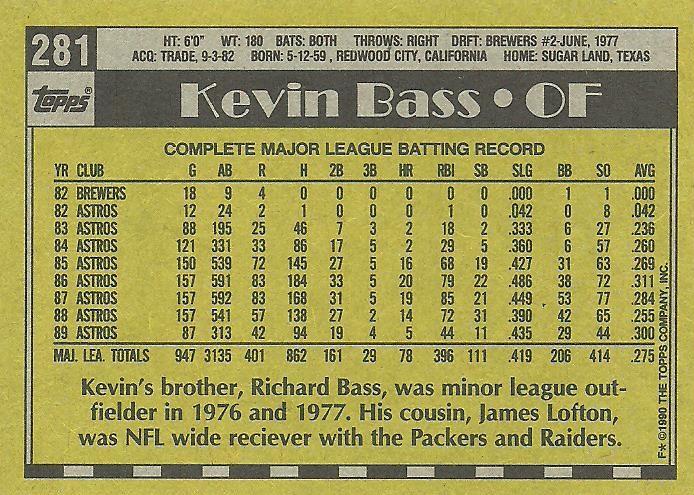 281
HT: 6'0" WT: 180 BATS: BOTH THROWS: RIGHT DRFT: BREWERS #2-JUNE, 1977
ACQ: TRADE, 9-3-82 BORN: 5-12-59 , REDWOOD CITY, CALIFORNIA HOME: SUGAR LAND, TEXAS
TOPPS®
Kevin Bass • OF
COMPLETE MAJOR LEAGUE BATTING RECORD
YR CLUB G AB R H 2B 3B HR RBI SB SLG BB SO AVG
82 BREWERS 18 9 4 0 0 0 0 0 0 .000 1 1 .000
82 ASTROS 12 24 2 1 0 0 0 1 0 .042 0 8 .042
83 ASTROS 88 195 25 46 7 3 2 18 2 .333 6 27 .236
84 ASTROS 121 331 33 86 17 5 2 29 5 .360 6 57 .260
85 ASTROS 150 539 72 145 27 5 16 68 19 .427 31 63 .269
86 ASTROS 157 591 83 184 33 5 20 79 22 .486 38 72 .311
87 ASTROS 157 592 83 168 31 5 19 85 21 .449 53 77 .284
88 ASTROS 157 541 57 138 27 2 14 72 31 .390 42 65 .255
89 ASTROS 87 313 42 94 19 4 5 44 11 .435 29 44 .300
MAJ. LEA. TOTALS 947 3135 401 862 161 29 78 396 111 .419 206 414 .275
Kevin's brother, Richard Bass, was minor league out-
fielder in 1976 and 1977. His cousin, James Lofton,
was NFL wide reciever with the Packers and Raiders.
F* ©1990 THE TOPPS COMPANY, INC.